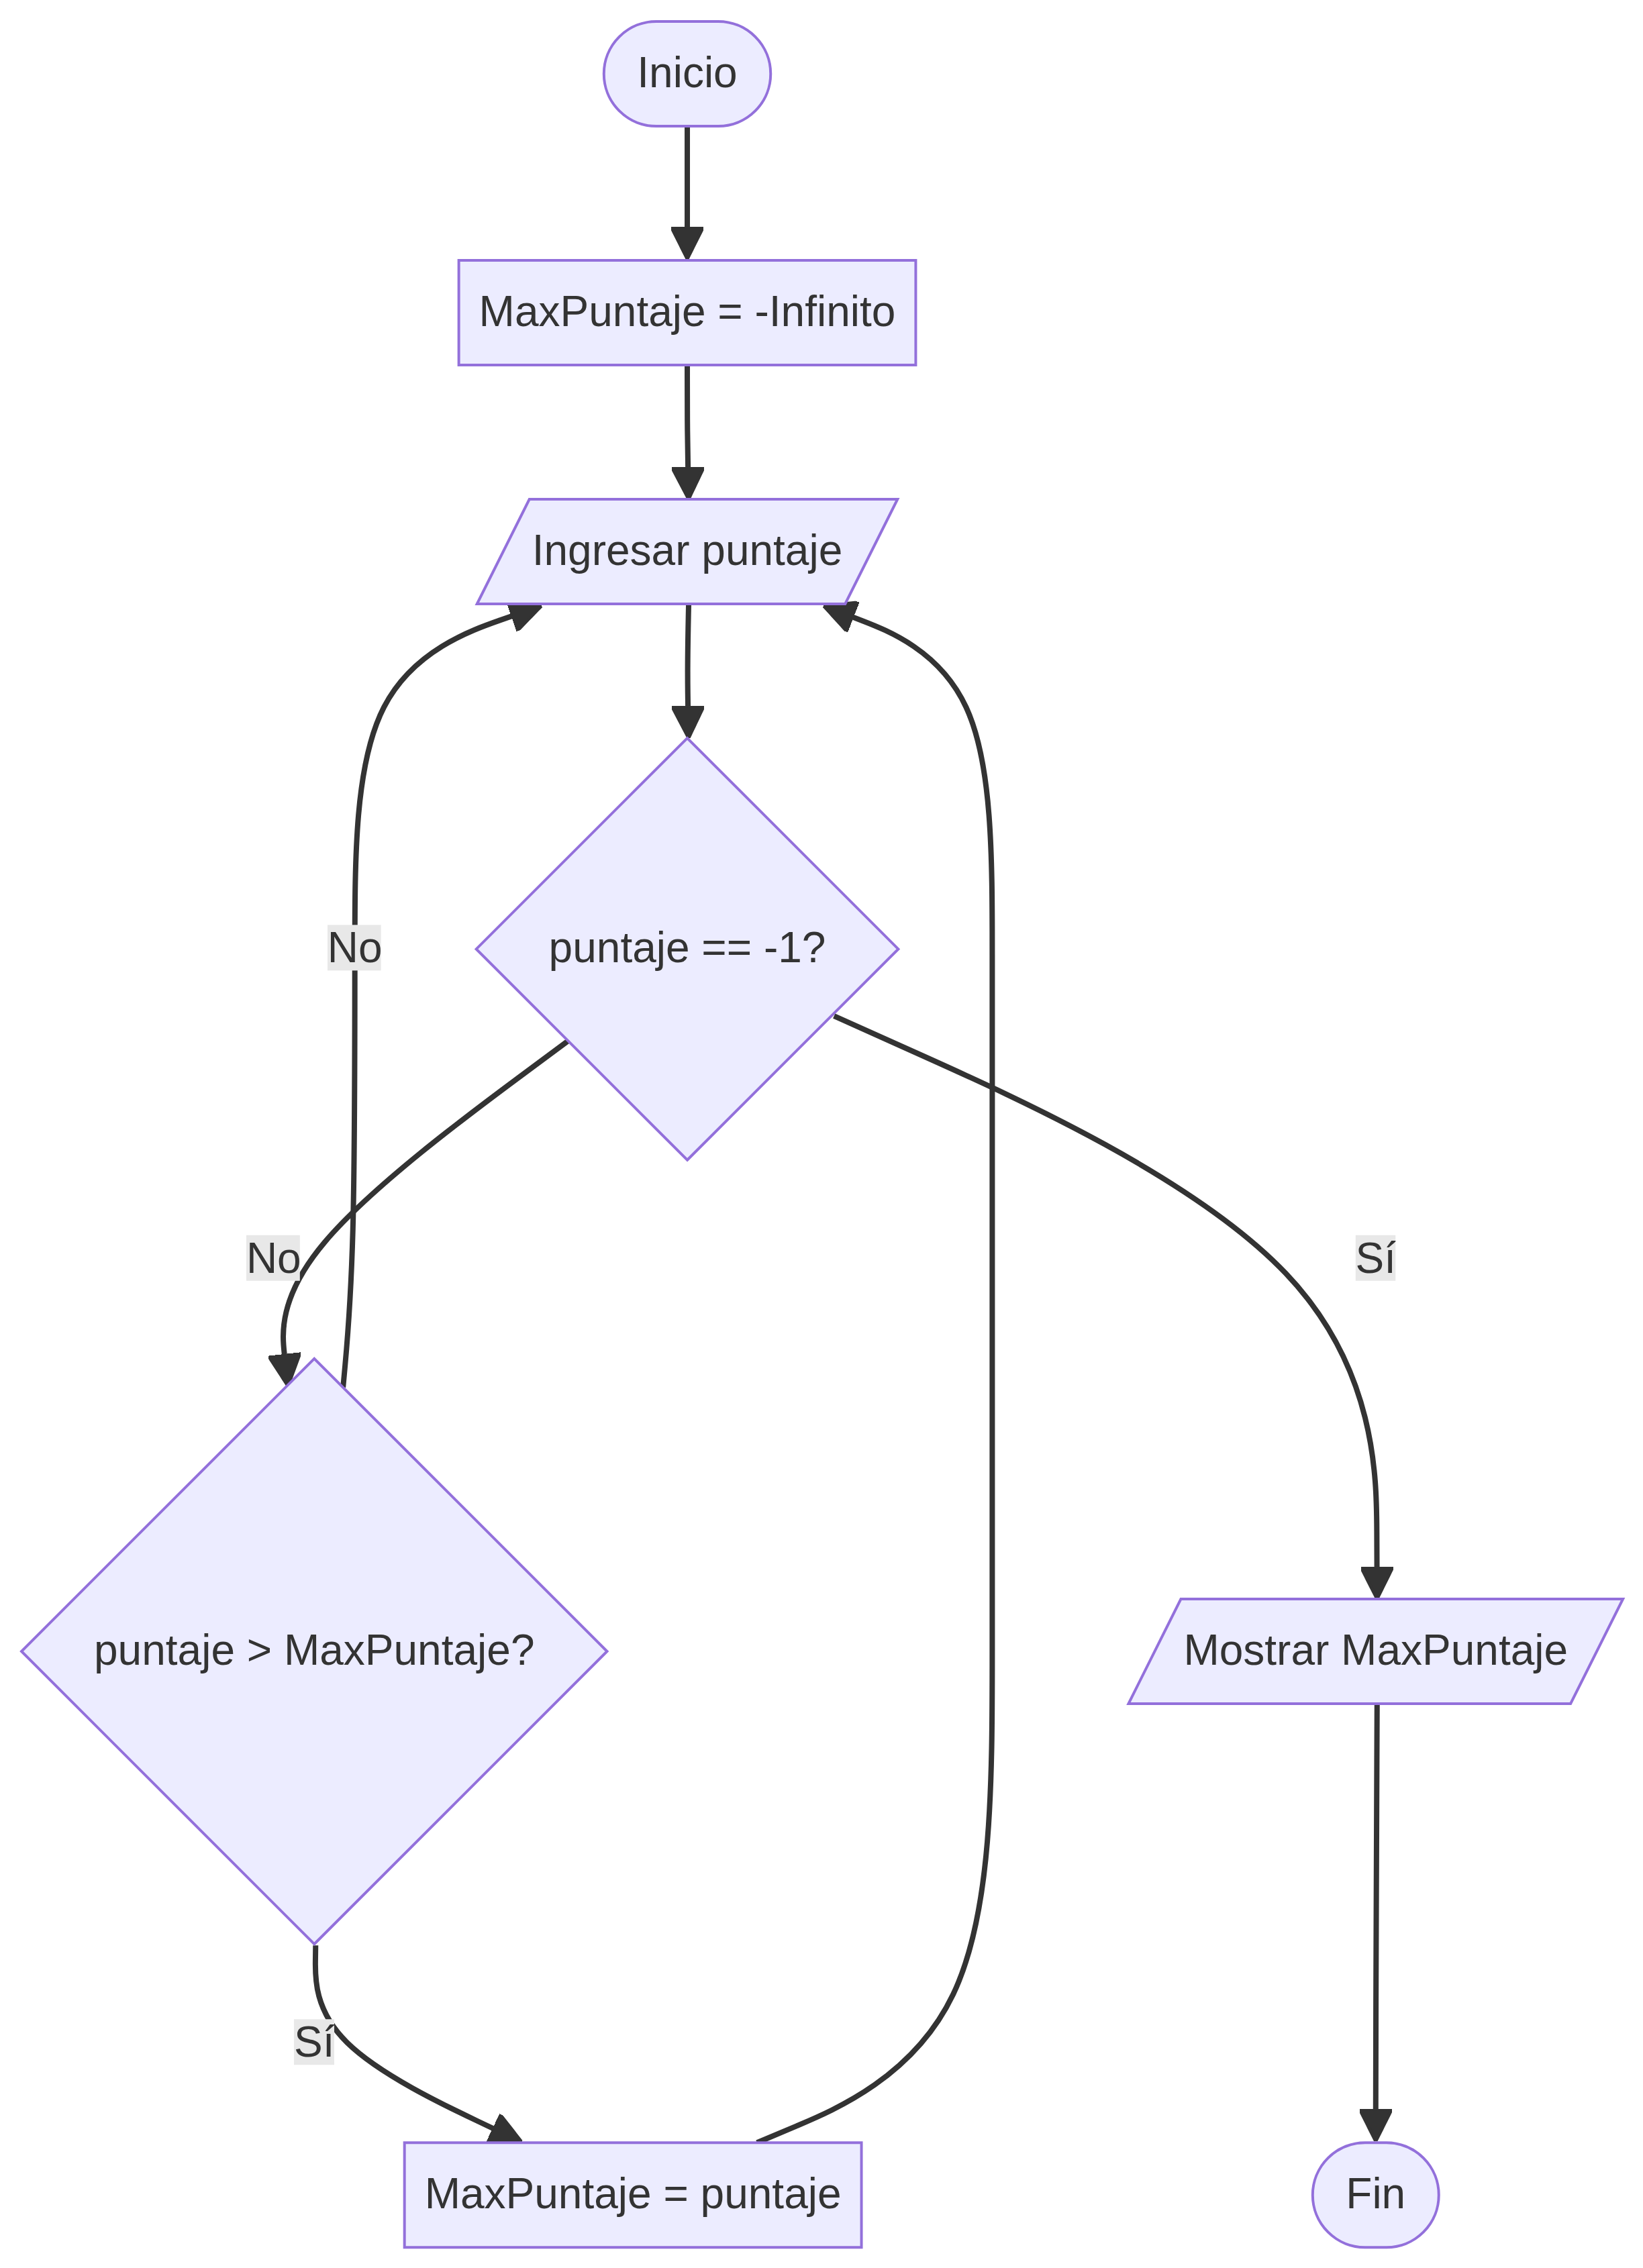 Inicio
MaxPuntaje = -Infinito
Ingresar puntaje
No
puntaje == -1?
No
Sí
puntaje > MaxPuntaje?
Mostrar MaxPuntaje
Sí
MaxPuntaje = puntaje
Fin